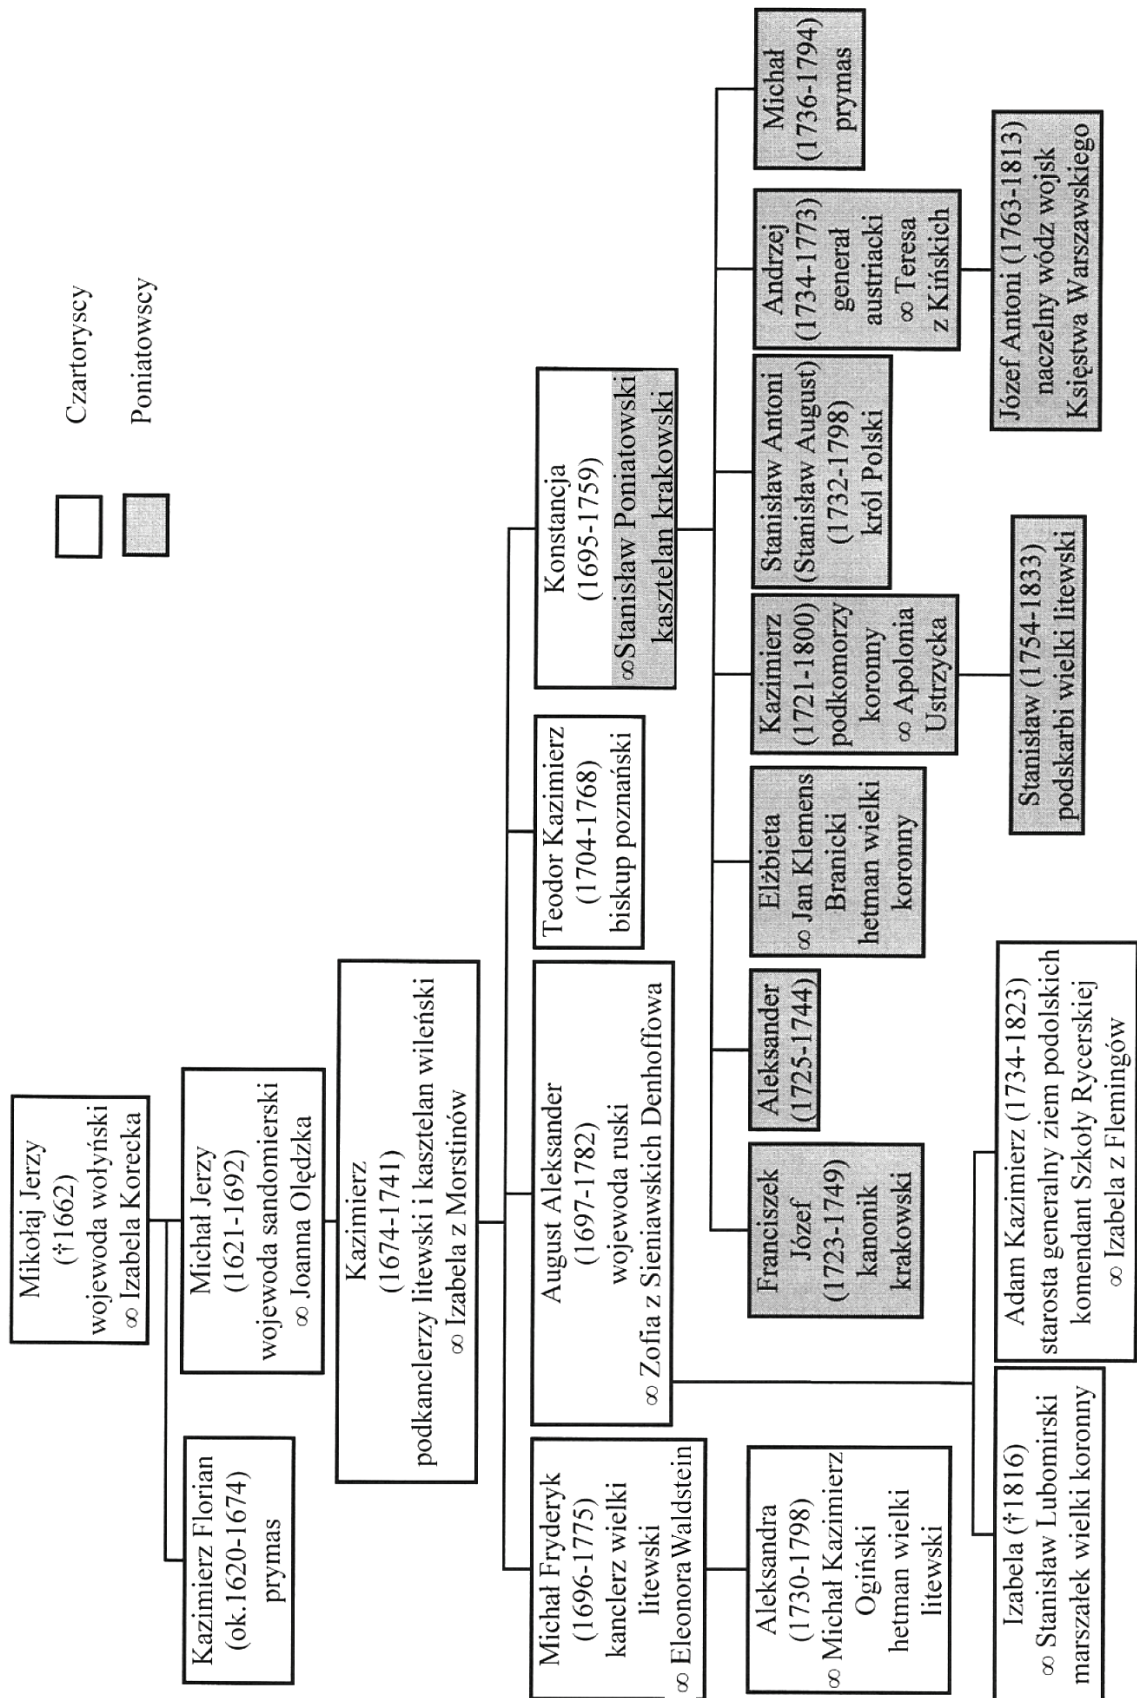 Czartoryscy
Poniatowscy
Mikołaj Jerzy
(†1662)
wojewoda wołyński
∞ Izabela Korecka
Kazimierz Florian
(ok.1620-1674)
prymas
Michał Jerzy
(1621-1692)
wojewoda sandomierski
∞ Joanna Olędzka
Kazimierz
(1674-1741)
podkanclerzy litewski i kasztelan wileński
∞ Izabela z Morstinów
Michał Fryderyk
(1696-1775)
kanclerz wielki
litewski
∞ Eleonora Waldstein
August Aleksander
(1697-1782)
wojewoda ruski
∞ Zofia z Sieniawskich Denhoffowa
Teodor Kazimierz
(1704-1768)
biskup poznański
Konstancja
(1695-1759)
∞Stanisław Poniatowski
kasztelan krakowski
Franciszek
Józef
(1723-1749)
kanonik
krakowski
Aleksander
(1725-1744)
Elżbieta
∞ Jan Klemens
Branicki
hetman wielki
koronny
Kazimierz
(1721-1800)
podkomorzy
koronny
∞ Apolonia
Ustrzycka
Stanisław Antoni
(Stanisław August)
(1732-1798)
król Polski
Andrzej
(1734-1773)
generał
austriacki
∞ Teresa
z Kińskich
Michał
(1736-1794)
prymas
Aleksandra
(1730-1798)
∞ Michał Kazimierz
Ogiński
hetman wielki
litewski
Izabela (†1816)
∞ Stanisław Lubomirski
marszałek wielki koronny
Adam Kazimierz (1734-1823)
starosta generalny ziem podolskich
komendant Szkoły Rycerskiej
∞ Izabela z Flemingów
Stanisław (1754-1833)
podskarbi wielki litewski
Józef Antoni (1763-1813)
naczelny wódz wojsk
Księstwa Warszawskiego